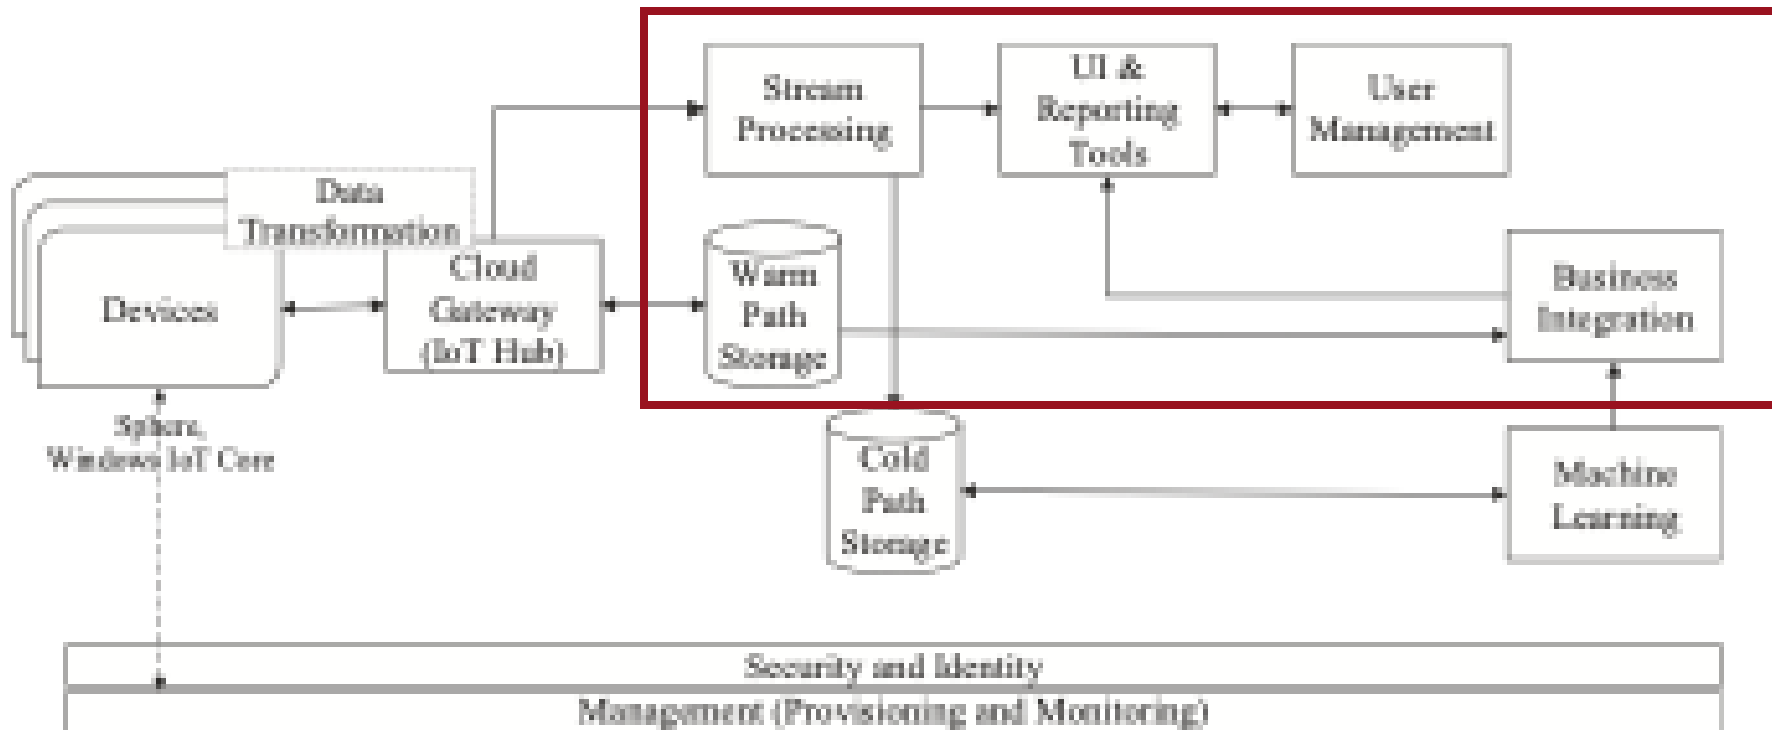 Stream
Processing
UI &
Reporting
Tools
User
Management
Data
Transformation
Devices
Cloud
Gateway
(IoT Hub)
Warm
Path
Storage
Business
Integration
Sphere,
Windows IoT Core
Cold
Path
Storage
Machine
Learning
Security and Identity
Management (Provisioning and Monitoring)